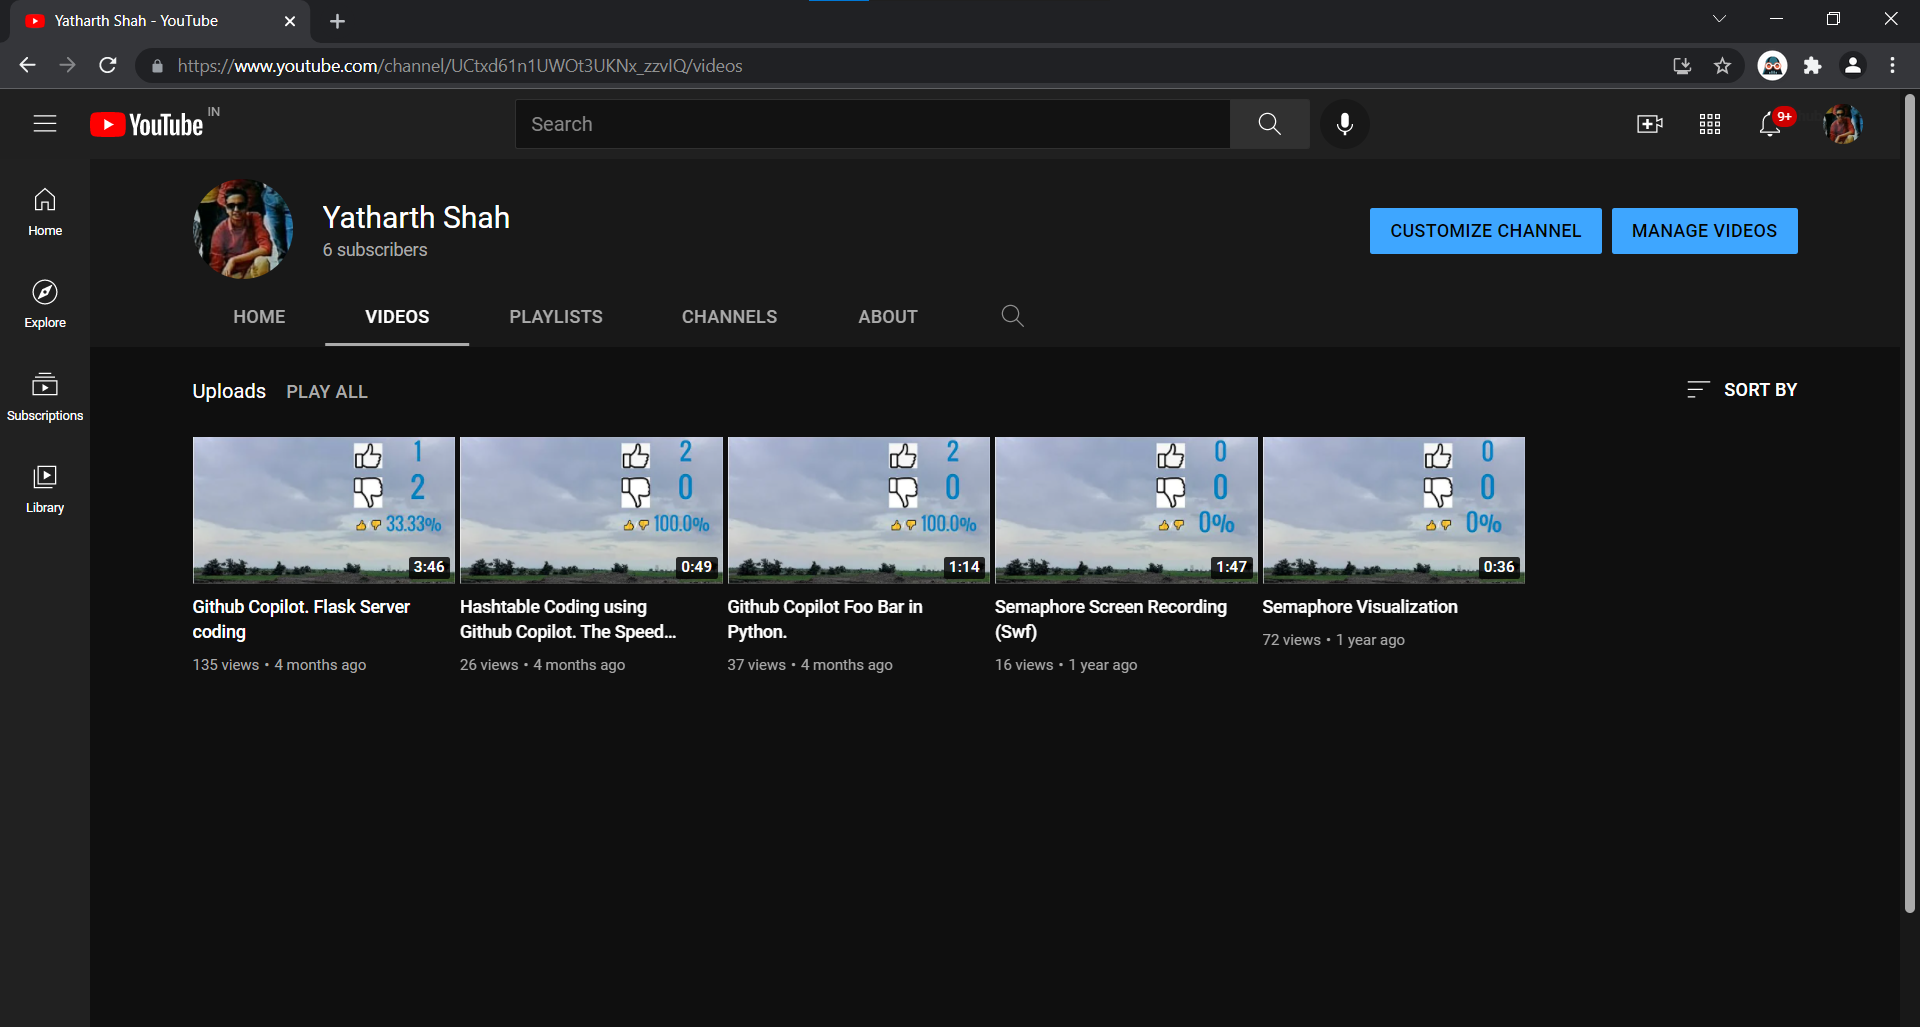 Yatharth Shah - YouTube
https://www.youtube.com/channel/UCtxd61n1UWOt3UKNx_zzvIQ/videos
YouTube IN
Search
9+
Home
Explore
Subscriptions
Library
Yatharth Shah
6 subscribers
CUSTOMIZE CHANNEL
MANAGE VIDEOS
HOME VIDEOS PLAYLISTS CHANNELS ABOUT
Uploads PLAY ALL
SORT BY
1
2
33.33%
3:46
Github Copilot. Flask Server
coding
135 views • 4 months ago
2
0
100.0%
0:49
Hashtable Coding using
Github Copilot. The Speed...
26 views • 4 months ago
2
0
100.0%
1:14
Github Copilot Foo Bar in
Python.
37 views • 4 months ago
0
0
0%
1:47
Semaphore Screen Recording
(Swf)
16 views • 1 year ago
0
0
0%
0:36
Semaphore Visualization
72 views • 1 year ago